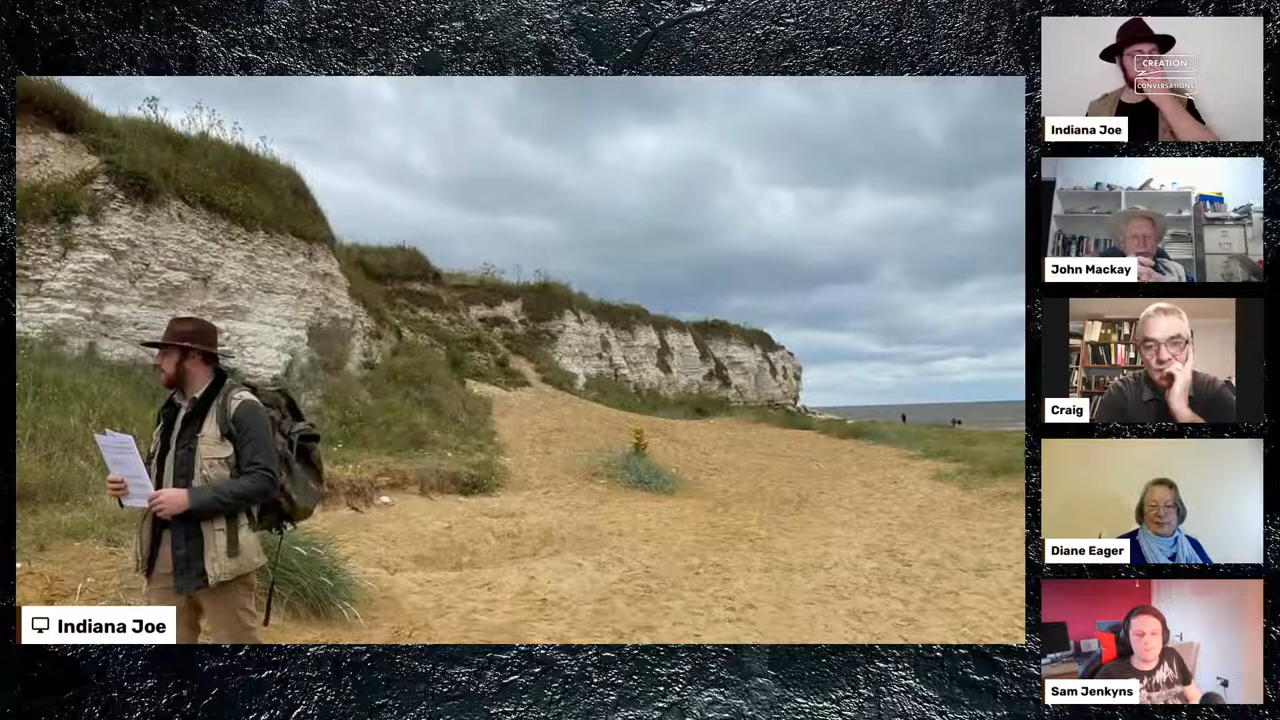 CREATION
CONVERSATIONS
Indiana Joe
John Mackay
Craig
Diane Eager
Sam Jenkyns
Indiana Joe